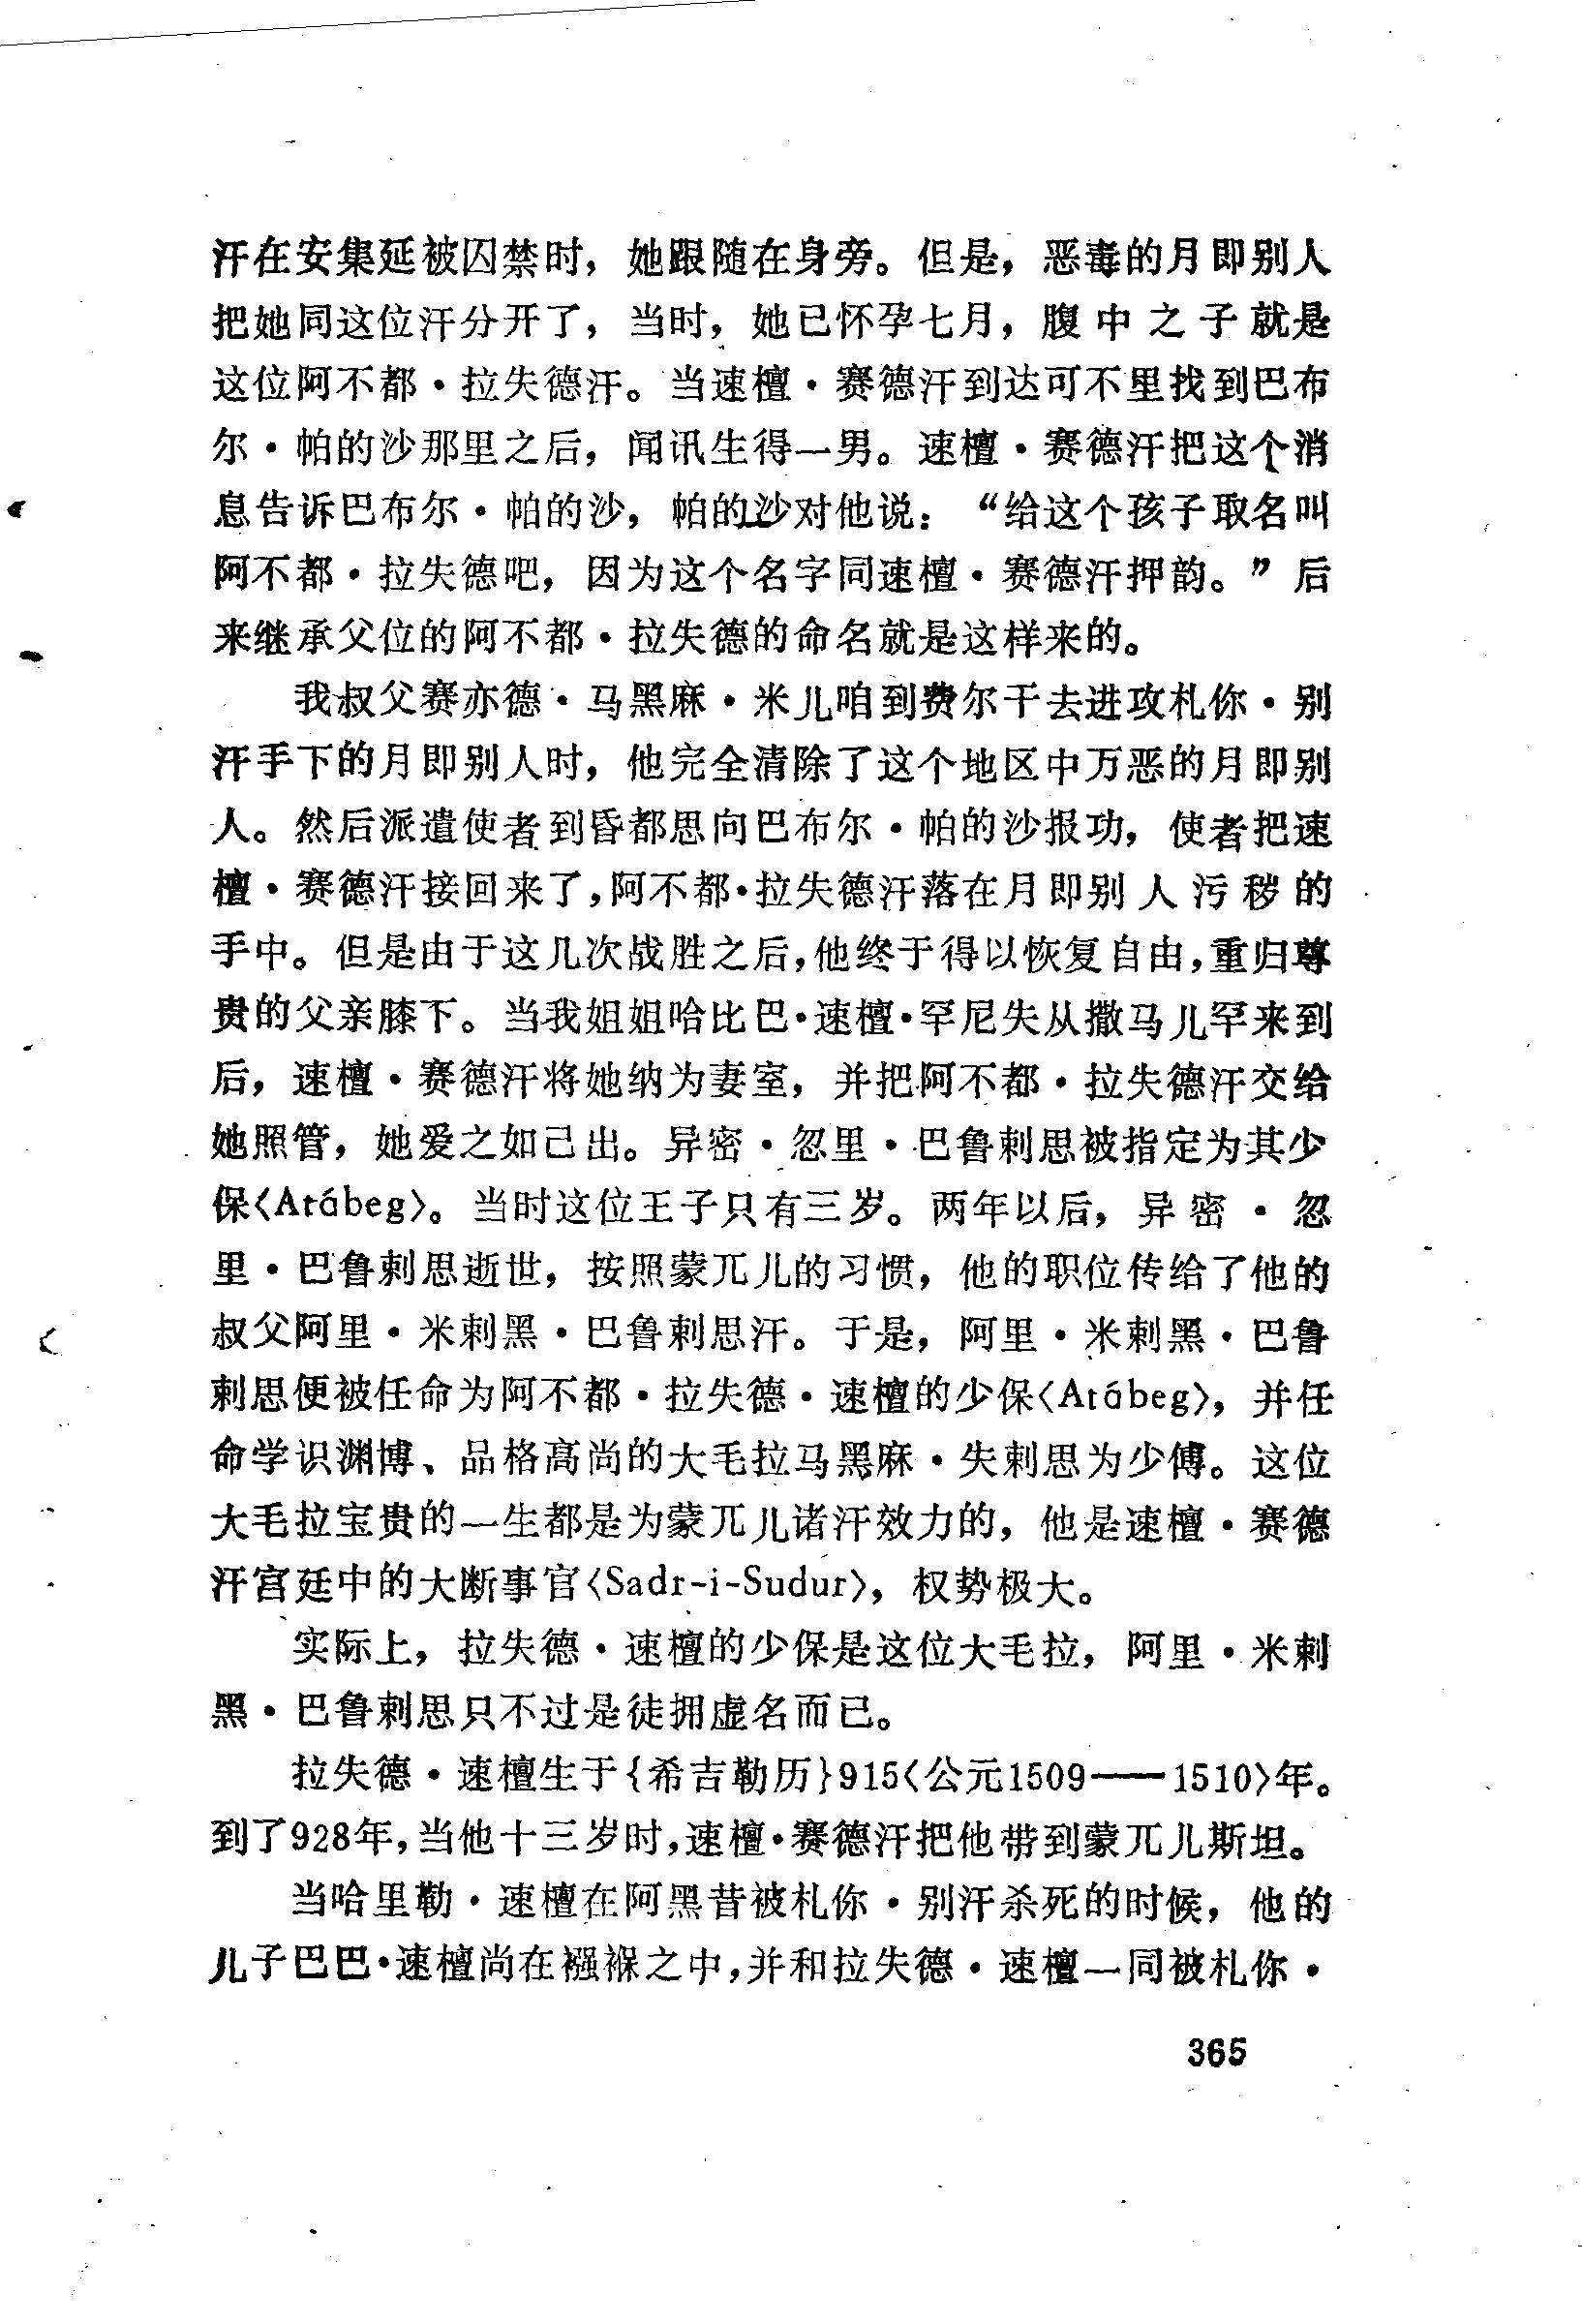 汗在安集延被囚禁时，她跟随在身旁。但是，恶毒的月即别人
把她同这位汗分开了，当时，她已怀孕七月，腹中之子就是
这位阿不都·拉失德汗。当速檀·赛德汗到达可不里找到巴布
尔·帕的沙那里之后，闻讯生得一男。速檀·赛德汗把这个消
息告诉巴布尔·帕的沙，帕的沙对他说：“给这个孩子取名叫
阿不都·拉失德吧，因为这个名字同速檀·赛德汗押韵。”后
来继承父位的阿不都·拉失德的命名就是这样来的。
我叔父赛亦德·马黑麻·米儿咱到费尔干去进攻札你·别
汗手下的月即别人时，他完全清除了这个地区中万恶的月即别
人。然后派遣使者到昏都思向巴布尔·帕的沙报功，使者把速
檀·赛德汗接回来了，阿不都·拉失德汗落在月即别人污秽的
手中。但是由于这几次战胜之后，他终于得以恢复自由，重归尊
贵的父亲膝下。当我姐姐哈比巴·速檀·罕尼失从撒马儿罕来到
后，速檀·赛德汗将她纳为妻室，并把阿不都·拉失德汗交给
她照管，她爱之如己出。异密·忽里·巴鲁剌思被指定为其少
保〈Atábeg〉。当时这位王子只有三岁。两年以后，异密·忽
里·巴鲁剌思逝世，按照蒙兀儿的习惯，他的职位传给了他的
叔父阿里·米剌黑·巴鲁剌思汗。于是，阿里·米剌黑·巴鲁
剌思便被任命为阿不都·拉失德·速檀的少保〈Atábeg〉，并任
命学识渊博、品格高尚的大毛拉马黑麻·失剌思为少傅。这位
大毛拉宝贵的一生都是为蒙兀儿诸汗效力的，他是速檀·赛德
汗宫廷中的大断事官〈Sadr-i-Sudur〉，权势极大。
实际上，拉失德·速檀的少保是这位大毛拉，阿里·米剌
黑·巴鲁剌思只不过是徒拥虚名而已。
拉失德·速檀生于{希吉勒历}915〈公元1509——1510〉年。
到了928年，当他十三岁时，速檀·赛德汗把他带到蒙兀儿斯坦。
当哈里勒·速檀在阿黑昔被札你·别汗杀死的时候，他的
儿子巴巴·速檀尚在襁褓之中，并和拉失德·速檀一同被札你·
365